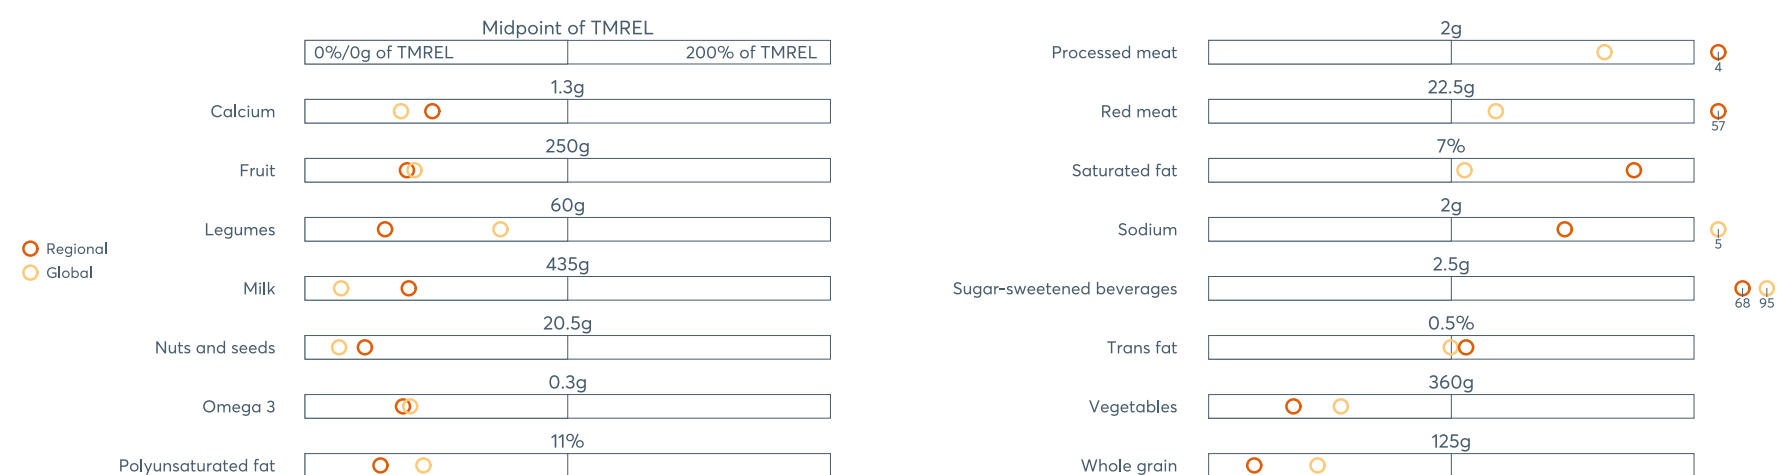 Midpoint of TMREL
0%/0g of TMREL 200% of TMREL
1.3g
Calcium
250g
Fruit
60g
Legumes
435g
Milk
20.5g
Nuts and seeds
0.3g
Omega 3
11%
Polyunsaturated fat
Regional
Global
2g
Processed meat
4
22.5g
Red meat
57
7%
Saturated fat
2g
Sodium
5
2.5g
Sugar-sweetened beverages
68 95
0.5%
Trans fat
360g
Vegetables
125g
Whole grain